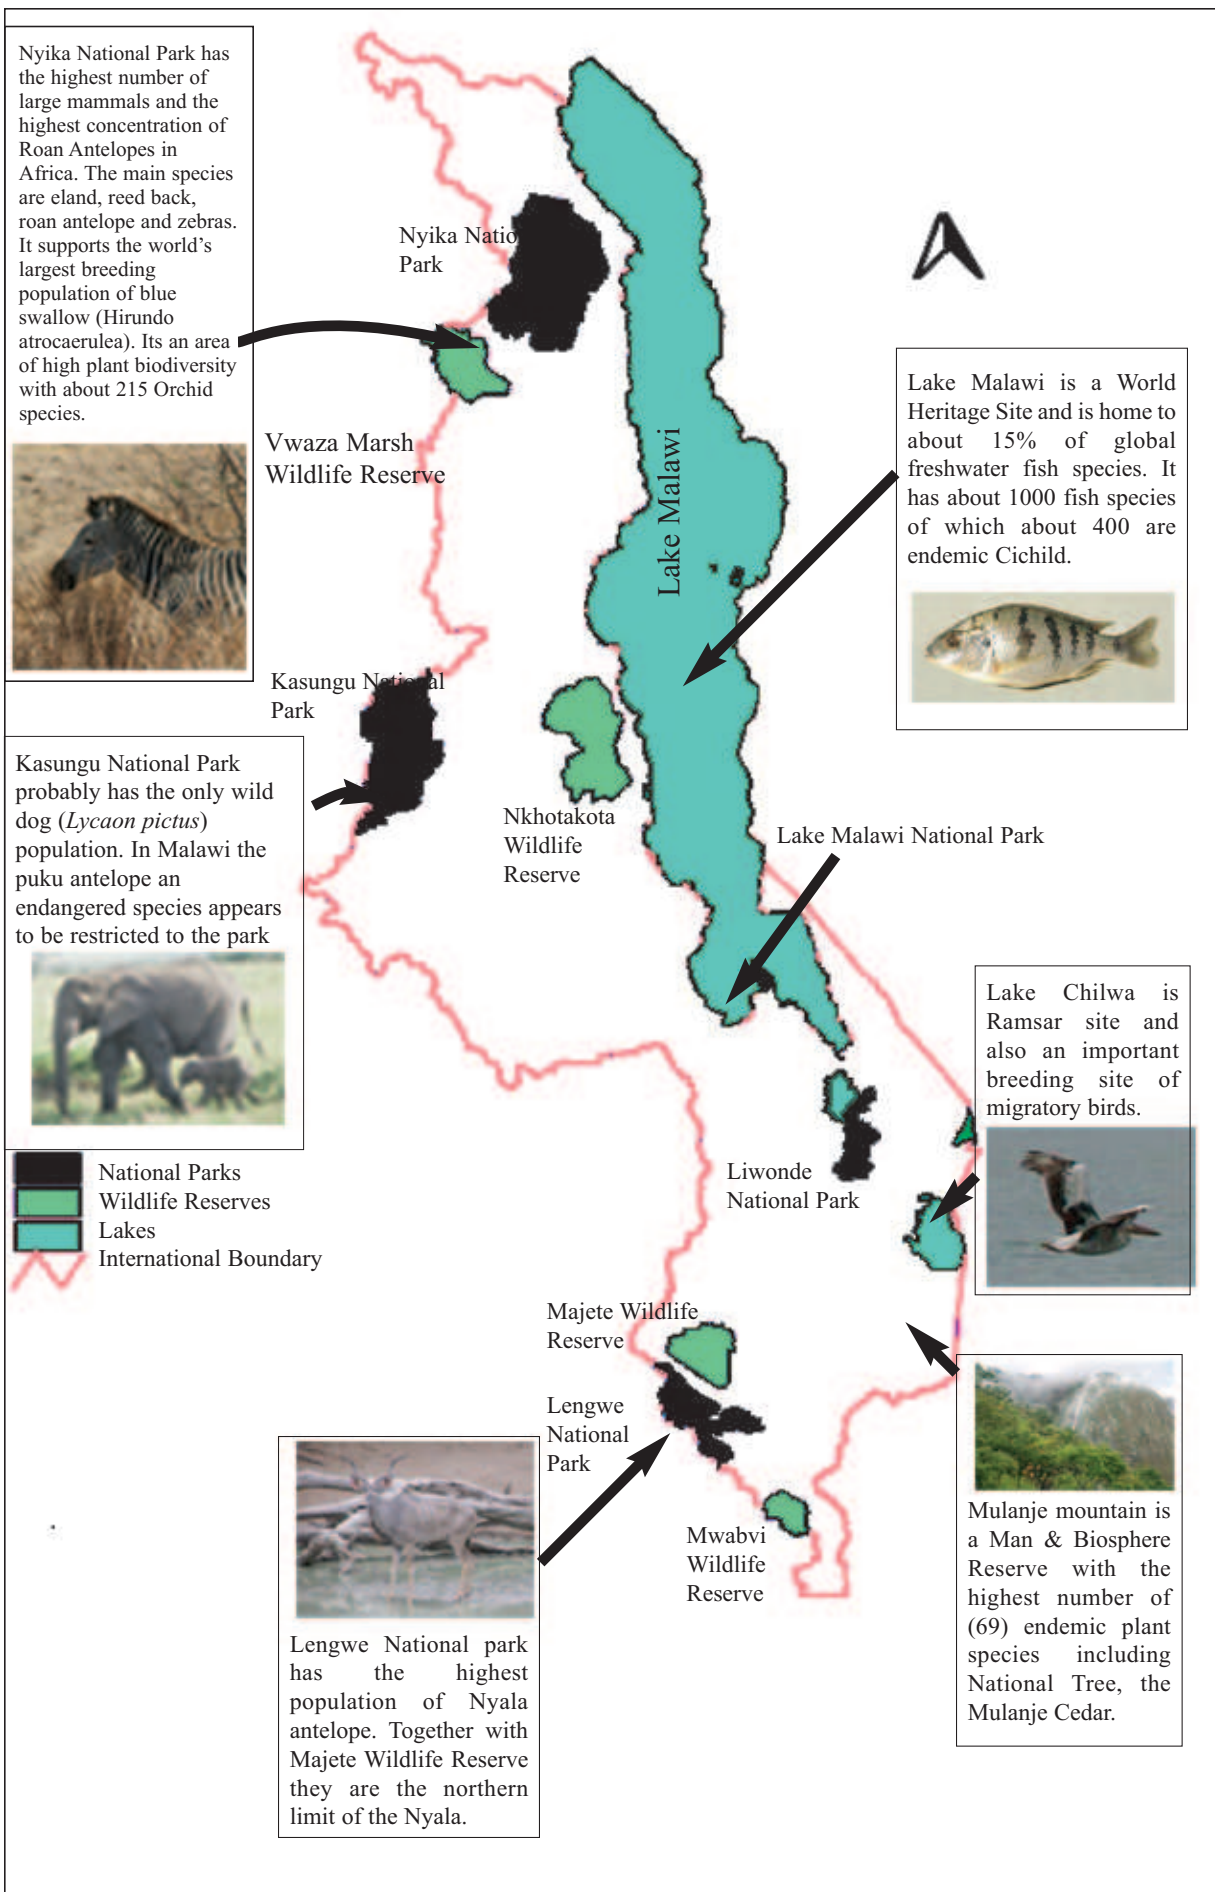 Nyika National Park has
the highest number of
large mammals and the
highest concentration of
Roan Antelopes in
Africa. The main species
are eland, reed back,
roan antelope and zebras.
It supports the world's
largest breeding
population of blue
swallow (Hirundo
atrocaerulea). Its an area
of high plant biodiversity
with about 215 Orchid
species.
Nyika Natio
Park
Vwaza Marsh
Wildlife Reserve
Lake Malawi
Lake Malawi is a World
Heritage Site and is home to
about 15% of global
freshwater fish species. It
has about 1000 fish species
of which about 400 are
endemic Cichild.
Kasungu National
Park
Kasungu National Park
probably has the only wild
dog (Lycaon pictus)
population. In Malawi the
puku antelope an
endangered species appears
to be restricted to the park
Nkhotakota
Wildlife
Reserve
Lake Malawi National Park
Lake Chilwa is
Ramsar site and
also an important
breeding site of
migratory birds.
National Parks
Wildlife Reserves
Lakes
International Boundary
Liwonde
National Park
Majete Wildlife
Reserve
Lengwe
National
Park
Mwabvi
Wildlife
Reserve
Mulanje mountain is
a Man & Biosphere
Reserve with the
highest number of
(69) endemic plant
species including
National Tree, the
Mulanje Cedar.
Lengwe National park
has the highest
population of Nyala
antelope. Together with
Majete Wildlife Reserve
they are the northern
limit of the Nyala.